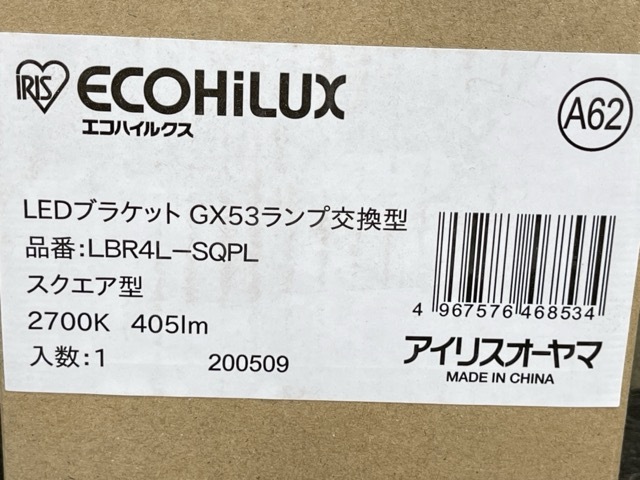 IRIS ECOHiLUX
エコハイルクス
A62
LEDブラケット GX53ランプ交換型
品番:LBR4L-SQPL
スクエア型
2700K 405lm
入数:1 200509
4 967576 468534
アイリスオーヤマ
MADE IN CHINA